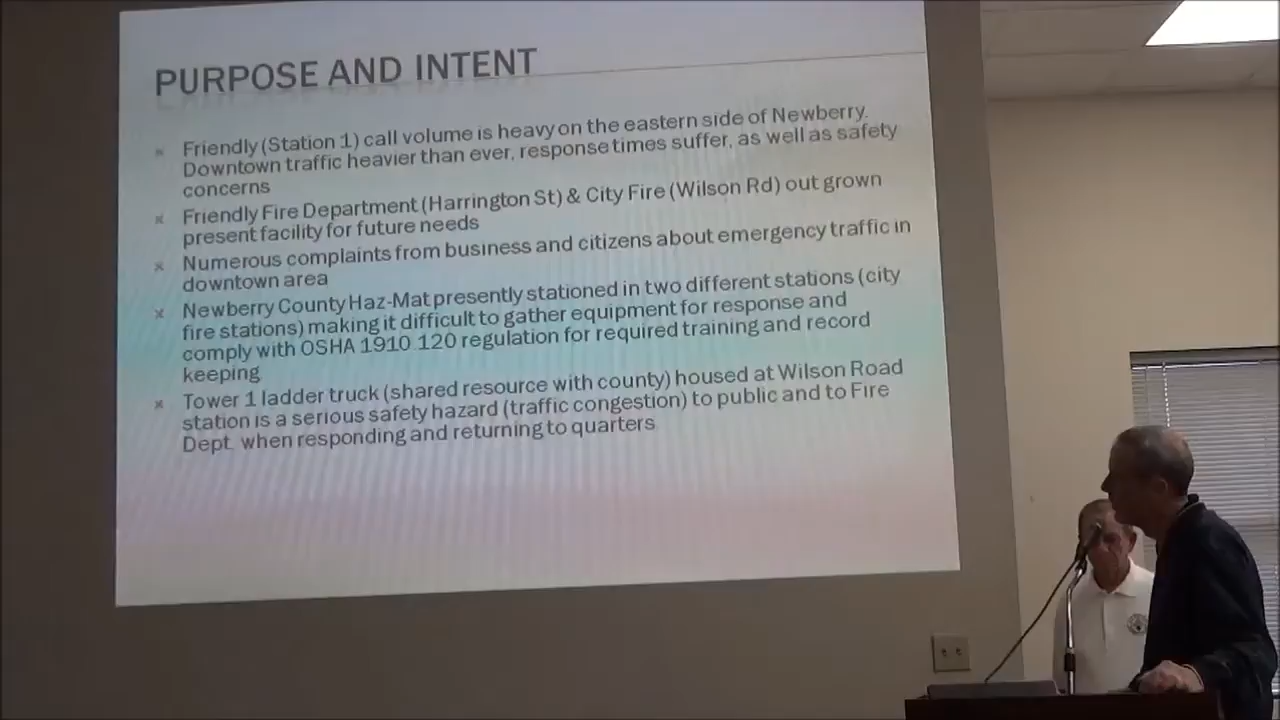 PURPOSE AND INTENT
Friendly (Station 1) call volume is heavy on the eastern side of Newberry.
Downtown traffic heavier than ever, response times suffer, as well as safety
concerns
Friendly Fire Department (Harrington St) & City Fire (Wilson Rd) out grown
present facility for future needs
Numerous complaints from business and citizens about emergency traffic in
downtown area
Newberry County Haz-Mat presently stationed in two different stations (city
fire stations) making it difficult to gather equipment for response and
comply with OSHA 1910.120 regulation for required training and record
keeping
Tower 1 ladder truck (shared resource with county) housed at Wilson Road
station is a serious safety hazard (traffic congestion) to public and to Fire
Dept. when responding and returning to quarters